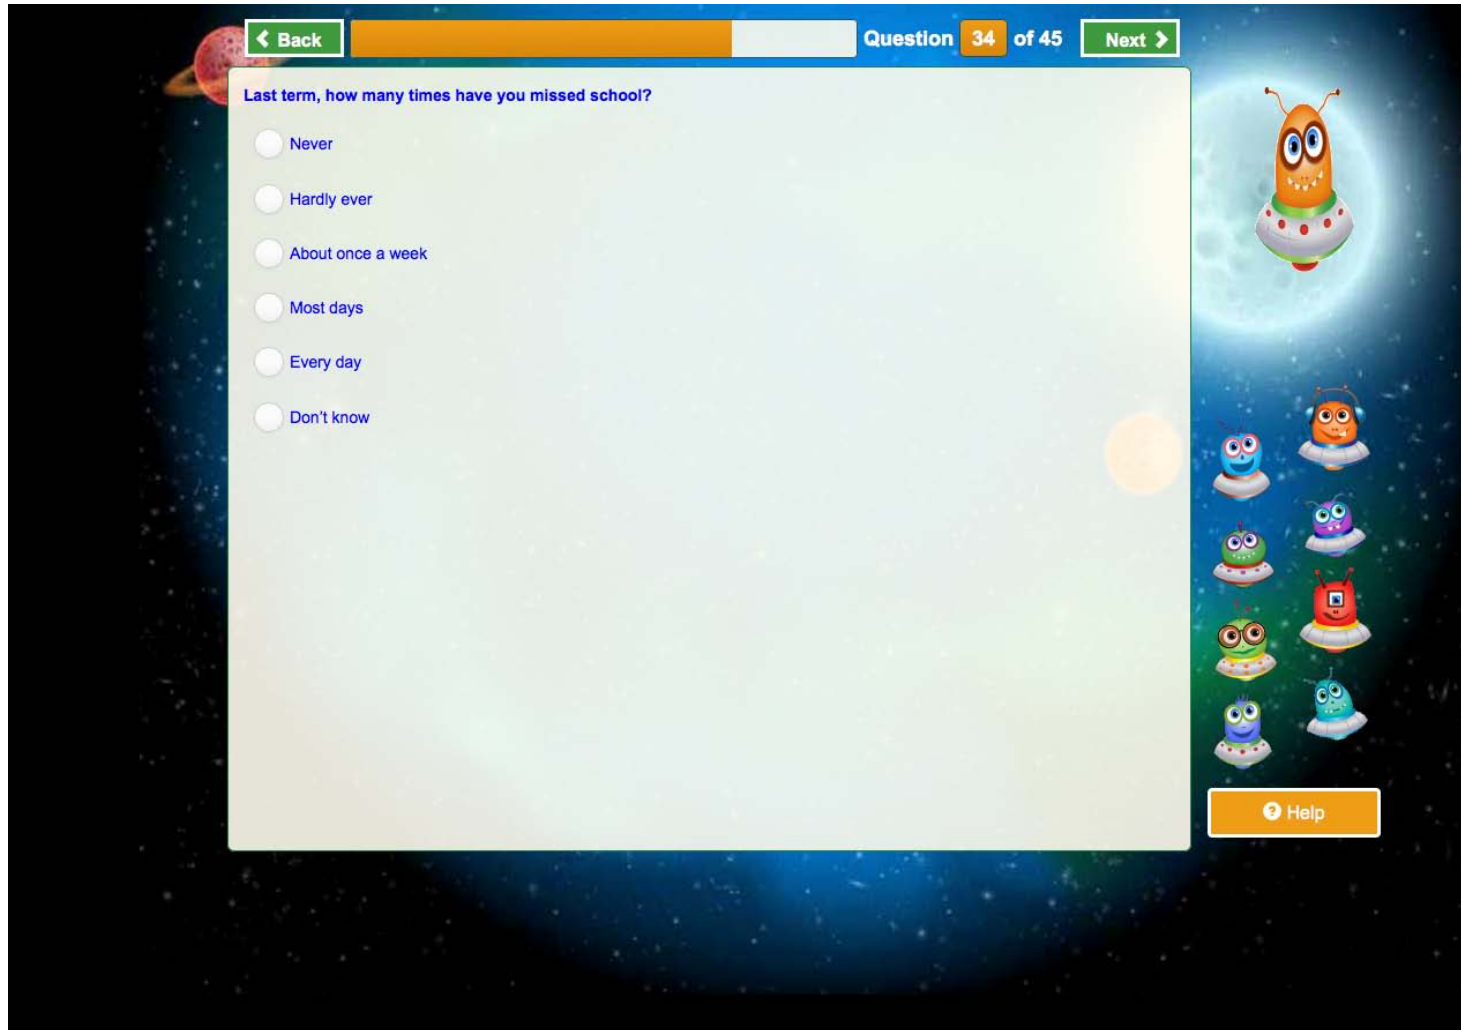 Back
Question 34 of 45
Next
Last term, how many times have you missed school?
Never
Hardly ever
About once a week
Most days
Every day
Don't know
? Help